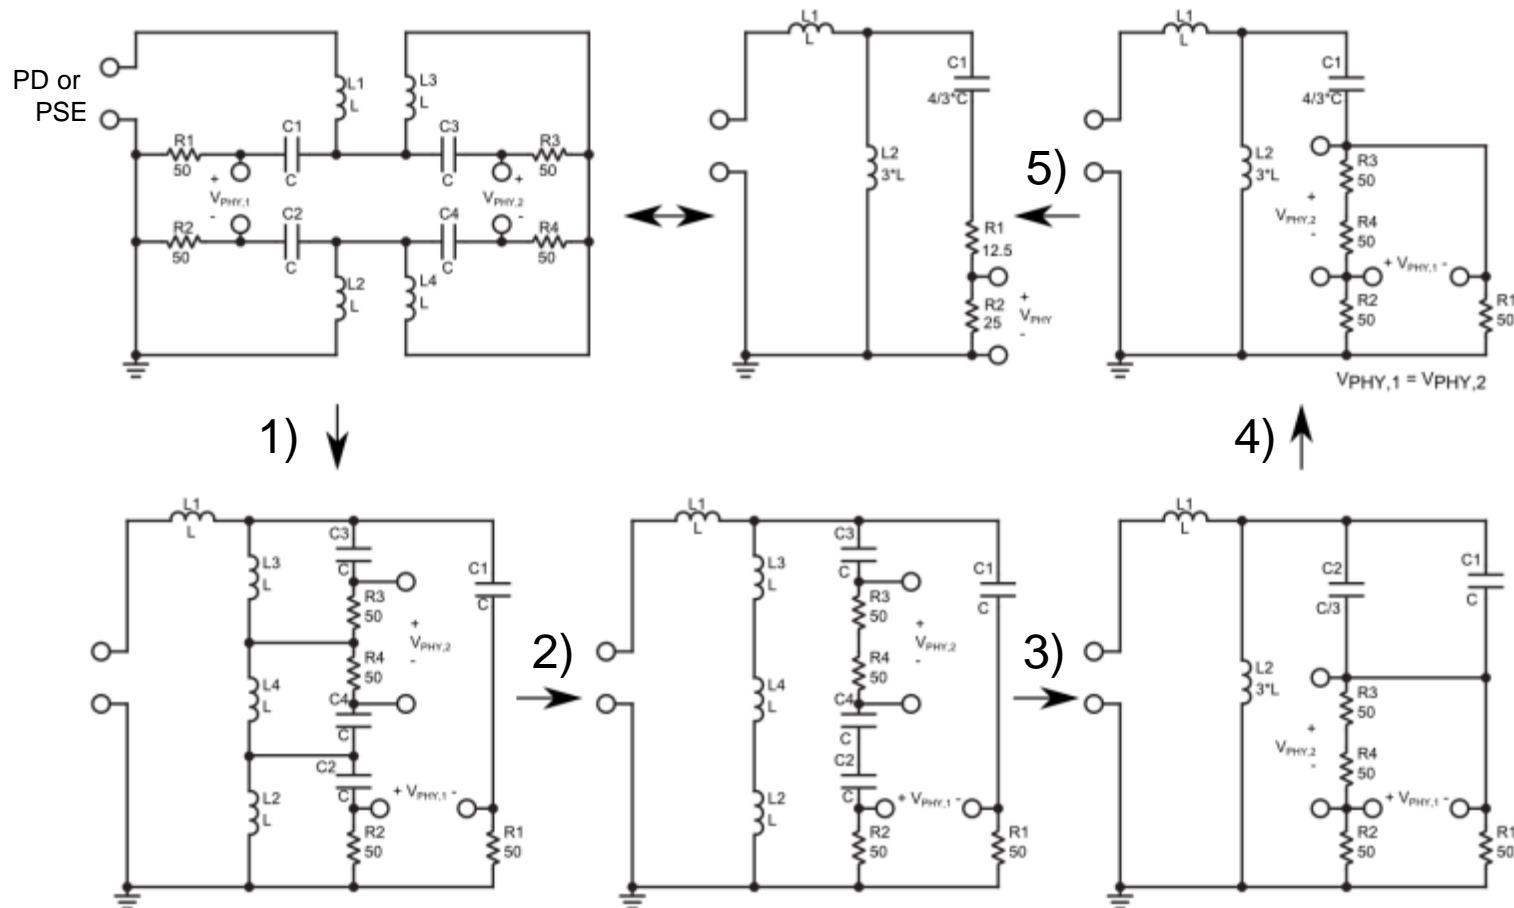 PD or
PSE
L1
L
L3
L
R1
50
C1
C
C3
C
R3
50
+
VPHY,1
-
+
VPHY,2
-
R2
50
C2
C
C4
C
R4
50
L2
L
L4
L
L1
L
C1
4/3*C
L2
3*L
R1
12.5
R2
25
+
VPHY
-
5)
L1
L
C1
4/3*C
L2
3*L
R3
50
+
VPHY,2
-
R4
50
+ VPHY,1 -
R2
50
R1
50
VPHY,1 = VPHY,2
1)
4)
L1
L
L3
L
C3
C
R3
50
+
VPHY,2
-
R4
50
L4
L
C4
C
C2
C
C1
C
+ VPHY,1 -
L2
L
R2
50
R1
50
2)
L1
L
L3
L
C3
C
R3
50
+
VPHY,2
-
R4
50
L4
L
C4
C
C2
C
C1
C
+ VPHY,1 -
L2
L
R2
50
R1
50
3)
L1
L
C2
C/3
C1
C
L2
3*L
R3
50
+
VPHY,2
-
R4
50
+ VPHY,1 -
R2
50
R1
50